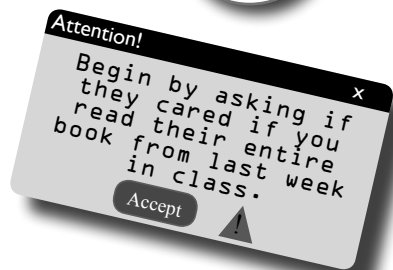 Attention!
x
Begin by asking if
they cared if you
read their entire
book from last week
in class.
Accept
!